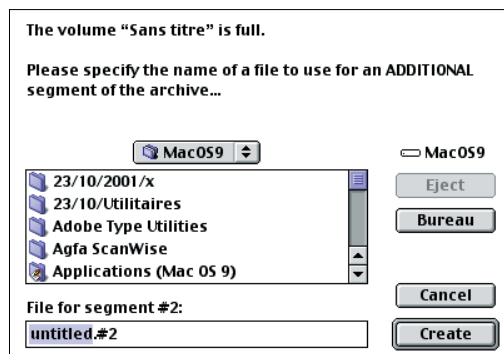 The volume “Sans titre” is full.
Please specify the name of a file to use for an ADDITIONAL
segment of the archive...
MacOS9
MacOS9
23/10/2001/x
23/10/Utilitaires
Adobe Type Utilities
Agfa ScanWise
Applications (Mac OS 9)
Eject
Bureau
File for segment #2:
untitled.#2
Cancel
Create